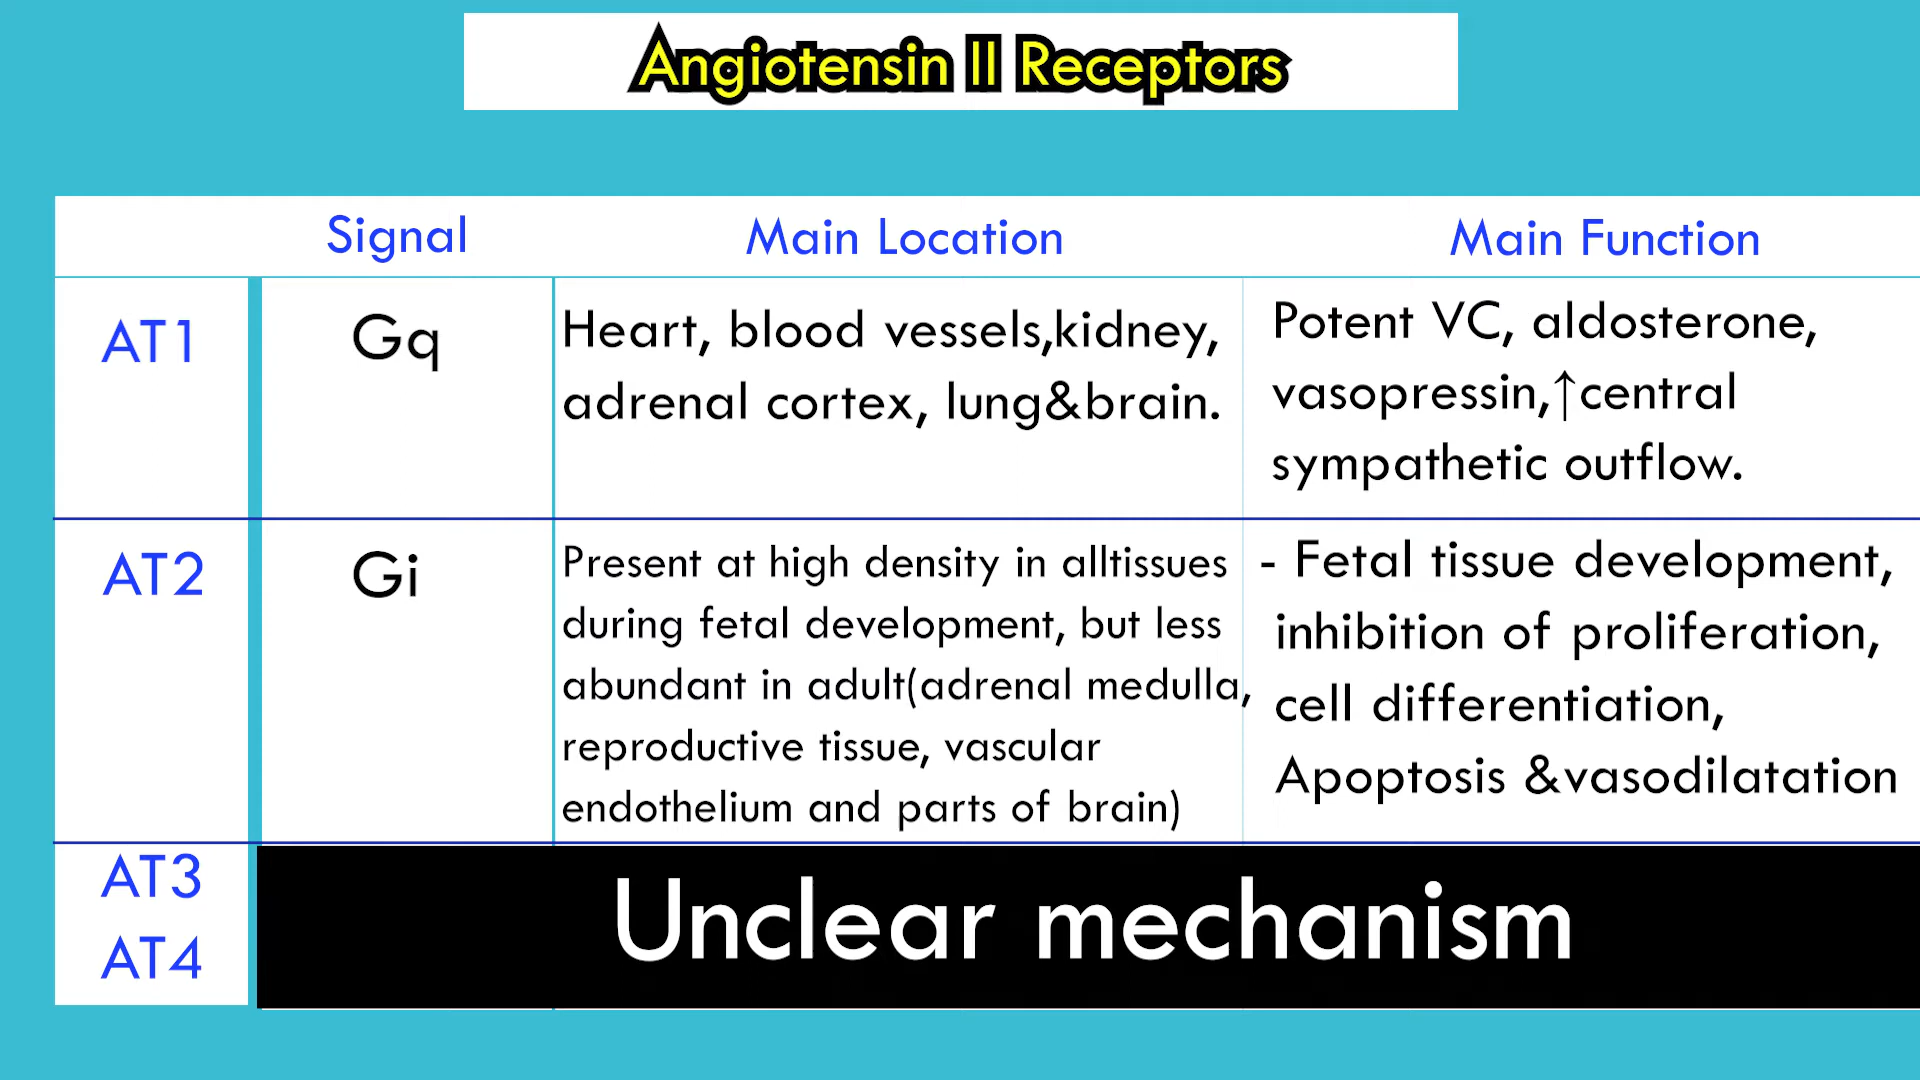 Angiotensin II Receptors
Signal
Main Location
Main Function
AT1
Gq
Heart, blood vessels,kidney,
adrenal cortex, lung&brain.
Potent VC, aldosterone,
vasopressin,↑central
sympathetic outflow.
AT2
Gi
Present at high density in alltissues
during fetal development, but less
abundant in adult(adrenal medulla,
reproductive tissue, vascular
endothelium and parts of brain)
- Fetal tissue development,
inhibition of proliferation,
cell differentiation,
Apoptosis &vasodilatation
AT3
AT4
Unclear mechanism